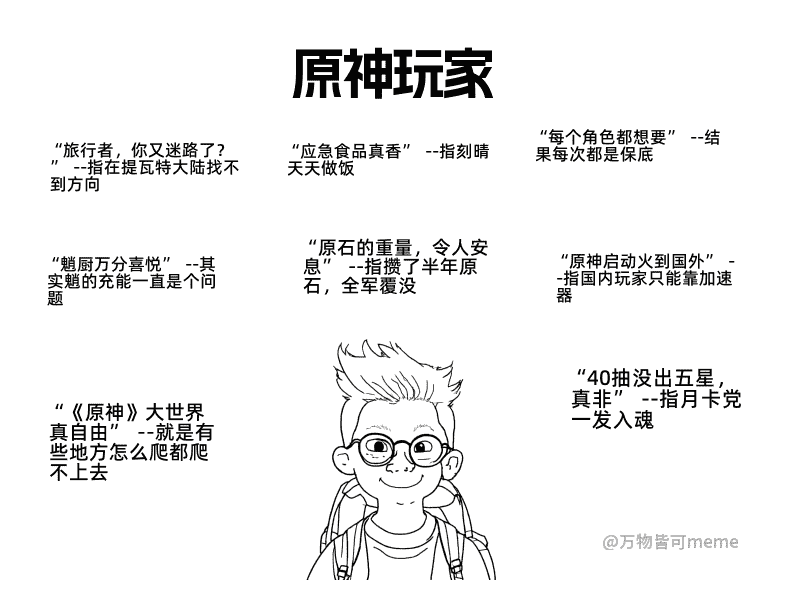 原神玩家
“旅行者，你又迷路了?
” --指在提瓦特大陆找不
到方向
“应急食品真香” --指刻晴
天天做饭
“每个角色都想要” --结
果每次都是保底
“魈厨万分喜悦” --其
实魈的充能一直是个问
题
“原石的重量，令人安
息” --指攒了半年原
石，全军覆没
“原神启动火到国外” -
-指国内玩家只能靠加速
器
“《原神》大世界
真自由” --就是有
些地方怎么爬都爬
不上去
“40抽没出五星，
真非” --指月卡党
一发入魂
@万物皆可meme